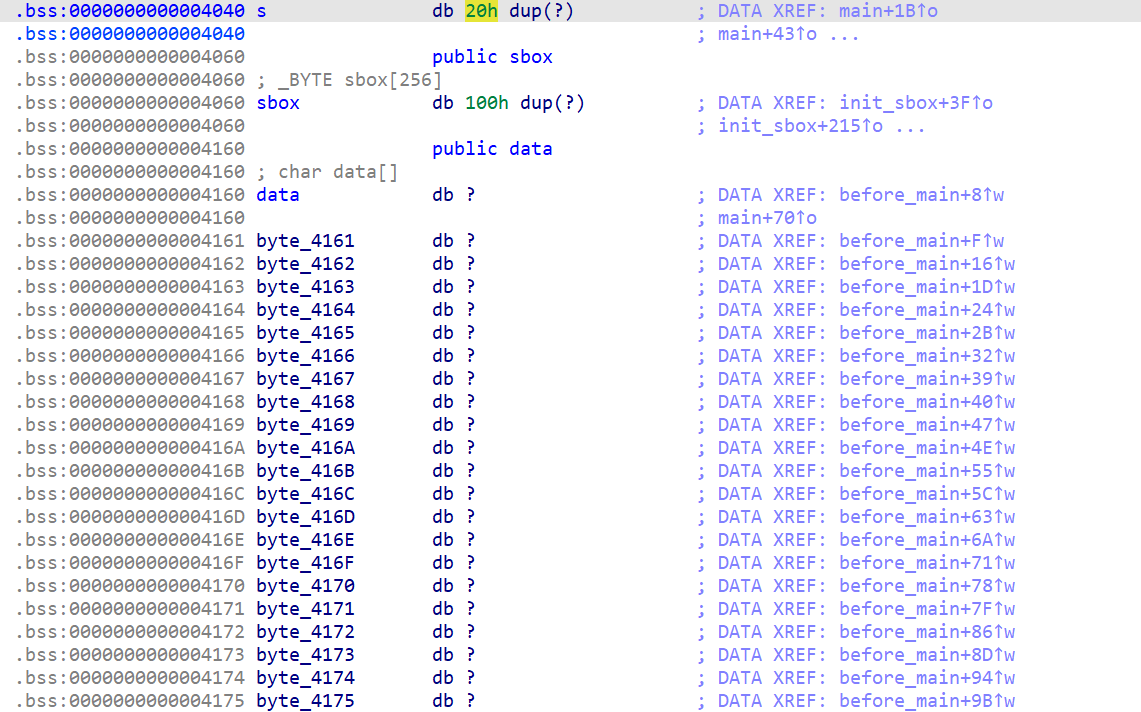 .bss:0000000000004040 s db 20h dup(?) ; DATA XREF: main+1B↑o
.bss:0000000000004040 ; main+43↑o ...
.bss:0000000000004060 public sbox
.bss:0000000000004060 ; _BYTE sbox[256]
.bss:0000000000004060 sbox db 100h dup(?) ; DATA XREF: init_sbox+3F↑o
.bss:0000000000004060 ; init_sbox+215↑o ...
.bss:0000000000004160 public data
.bss:0000000000004160 ; char data[]
.bss:0000000000004160 data db ? ; DATA XREF: before_main+8↑w
.bss:0000000000004160 ; main+70↑o
.bss:0000000000004161 byte_4161 db ? ; DATA XREF: before_main+F↑w
.bss:0000000000004162 byte_4162 db ? ; DATA XREF: before_main+16↑w
.bss:0000000000004163 byte_4163 db ? ; DATA XREF: before_main+1D↑w
.bss:0000000000004164 byte_4164 db ? ; DATA XREF: before_main+24↑w
.bss:0000000000004165 byte_4165 db ? ; DATA XREF: before_main+2B↑w
.bss:0000000000004166 byte_4166 db ? ; DATA XREF: before_main+32↑w
.bss:0000000000004167 byte_4167 db ? ; DATA XREF: before_main+39↑w
.bss:0000000000004168 byte_4168 db ? ; DATA XREF: before_main+40↑w
.bss:0000000000004169 byte_4169 db ? ; DATA XREF: before_main+47↑w
.bss:000000000000416A byte_416A db ? ; DATA XREF: before_main+4E↑w
.bss:000000000000416B byte_416B db ? ; DATA XREF: before_main+55↑w
.bss:000000000000416C byte_416C db ? ; DATA XREF: before_main+5C↑w
.bss:000000000000416D byte_416D db ? ; DATA XREF: before_main+63↑w
.bss:000000000000416E byte_416E db ? ; DATA XREF: before_main+6A↑w
.bss:000000000000416F byte_416F db ? ; DATA XREF: before_main+71↑w
.bss:0000000000004170 byte_4170 db ? ; DATA XREF: before_main+78↑w
.bss:0000000000004171 byte_4171 db ? ; DATA XREF: before_main+7F↑w
.bss:0000000000004172 byte_4172 db ? ; DATA XREF: before_main+86↑w
.bss:0000000000004173 byte_4173 db ? ; DATA XREF: before_main+8D↑w
.bss:0000000000004174 byte_4174 db ? ; DATA XREF: before_main+94↑w
.bss:0000000000004175 byte_4175 db ? ; DATA XREF: before_main+9B↑w